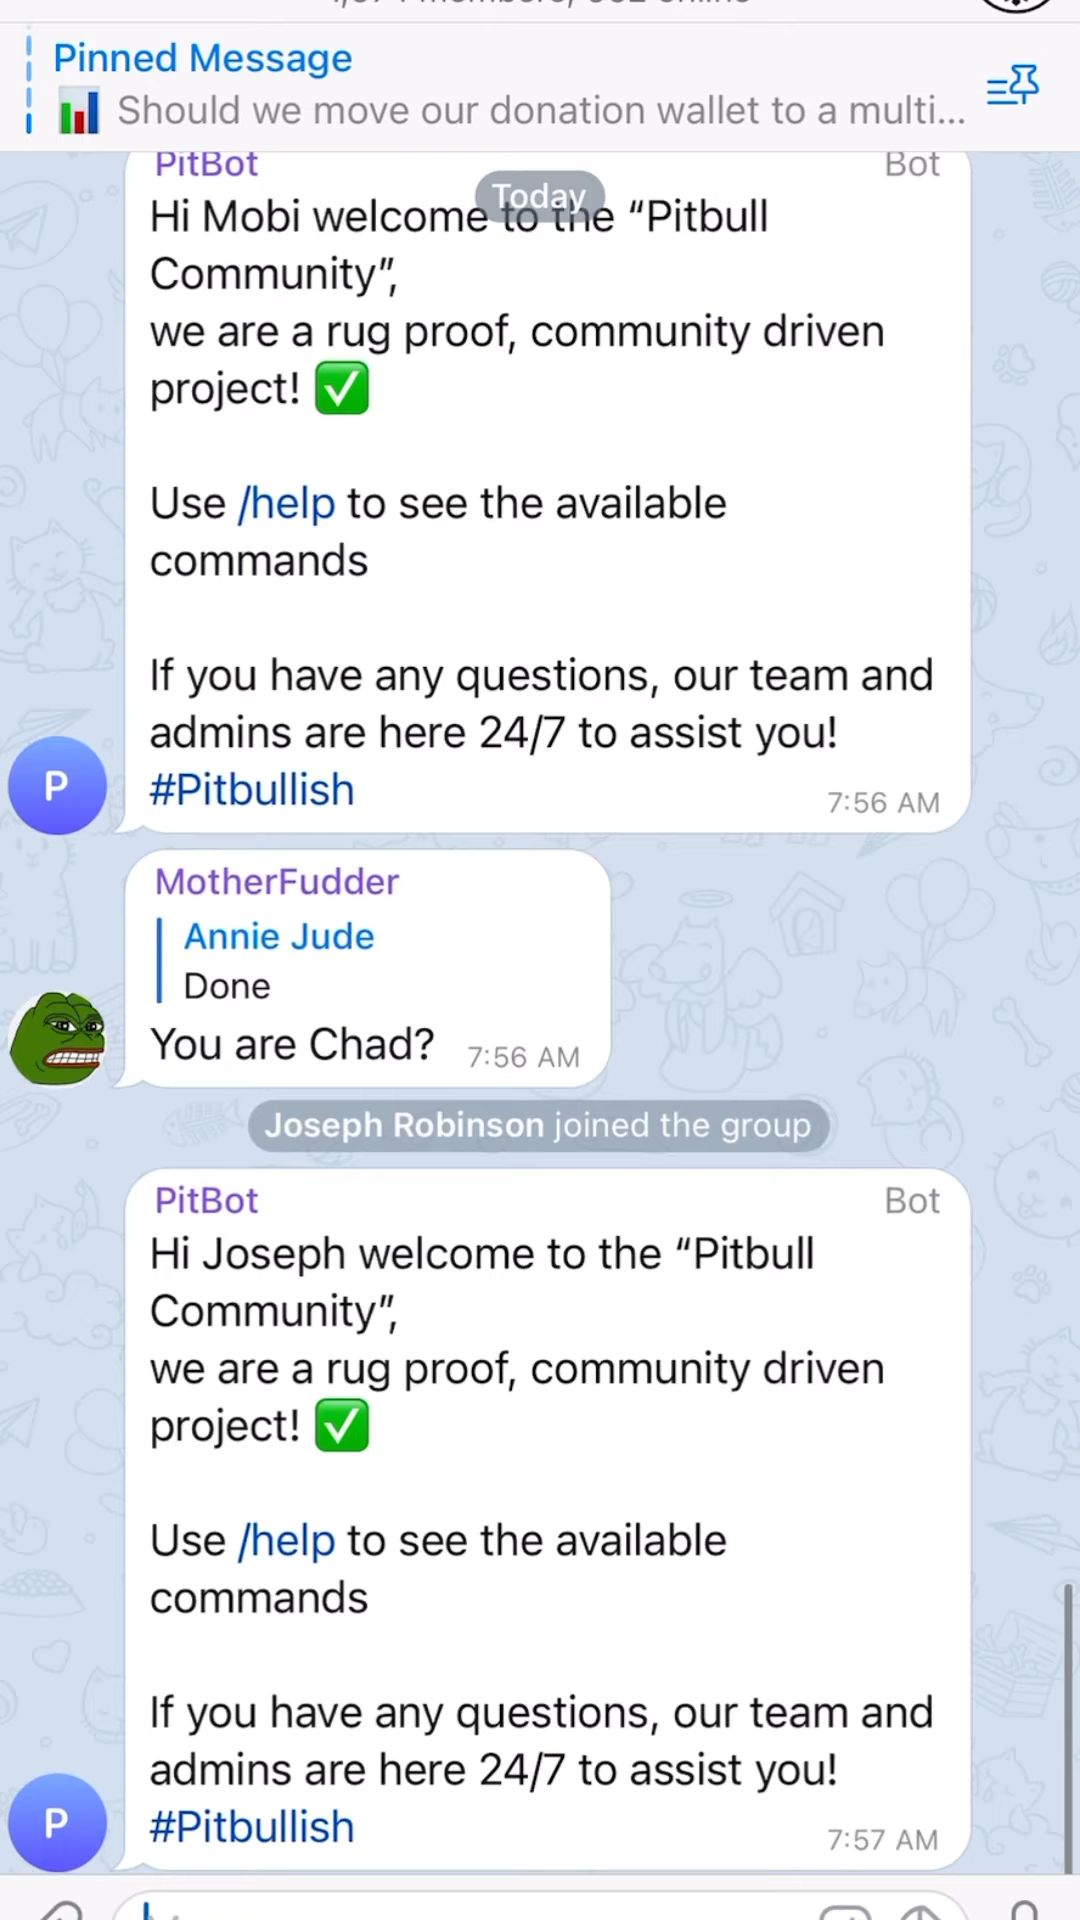 Pinned Message
Should we move our donation wallet to a multi...
PitBot
Bot
Today
Hi Mobi welcome to the “Pitbull
Community”,
we are a rug proof, community driven
project! ✅
Use /help to see the available
commands
If you have any questions, our team and
admins are here 24/7 to assist you!
#Pitbullish
7:56 AM
P
MotherFudder
Annie Jude
Done
You are Chad?
7:56 AM
Joseph Robinson joined the group
PitBot
Bot
Hi Joseph welcome to the “Pitbull
Community”,
we are a rug proof, community driven
project! ✅
Use /help to see the available
commands
If you have any questions, our team and
admins are here 24/7 to assist you!
#Pitbullish
7:57 AM
P